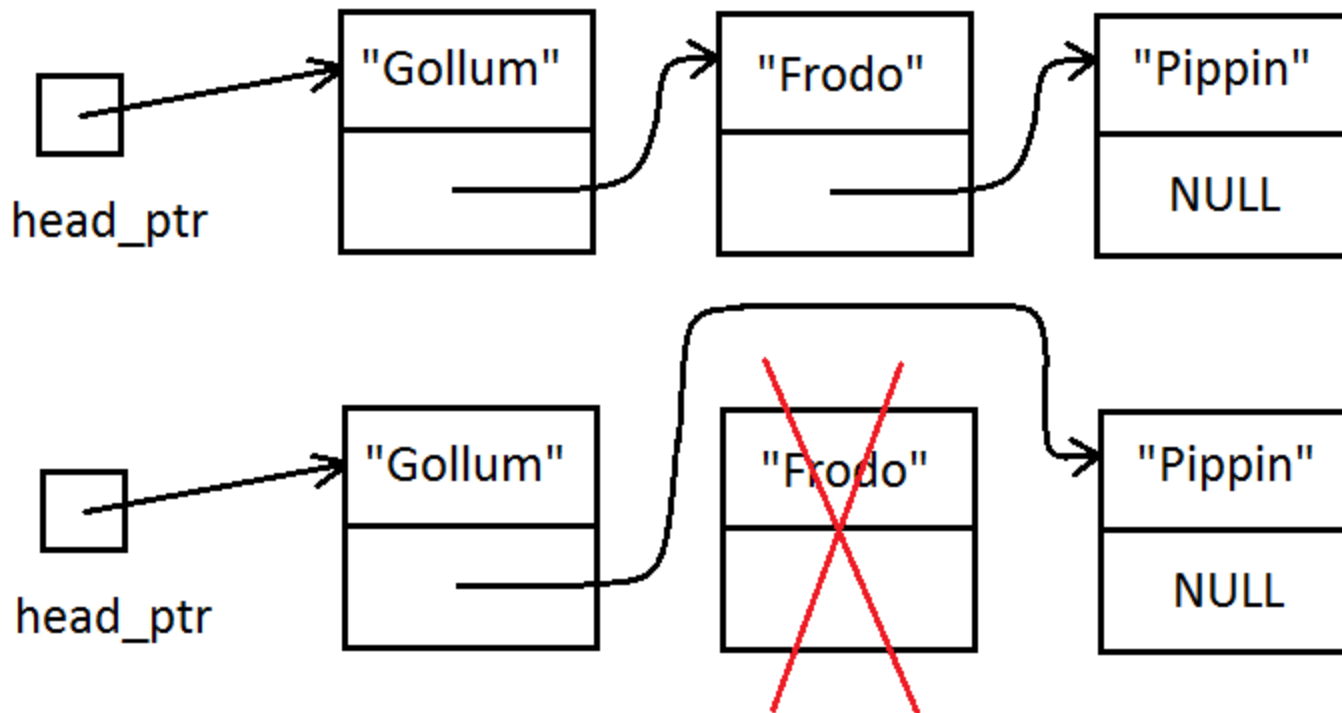 "Gollum"
"Frodo"
"Pippin"
NULL
head_ptr
"Gollum"
"Frodo"
"Pippin"
NULL
head_ptr